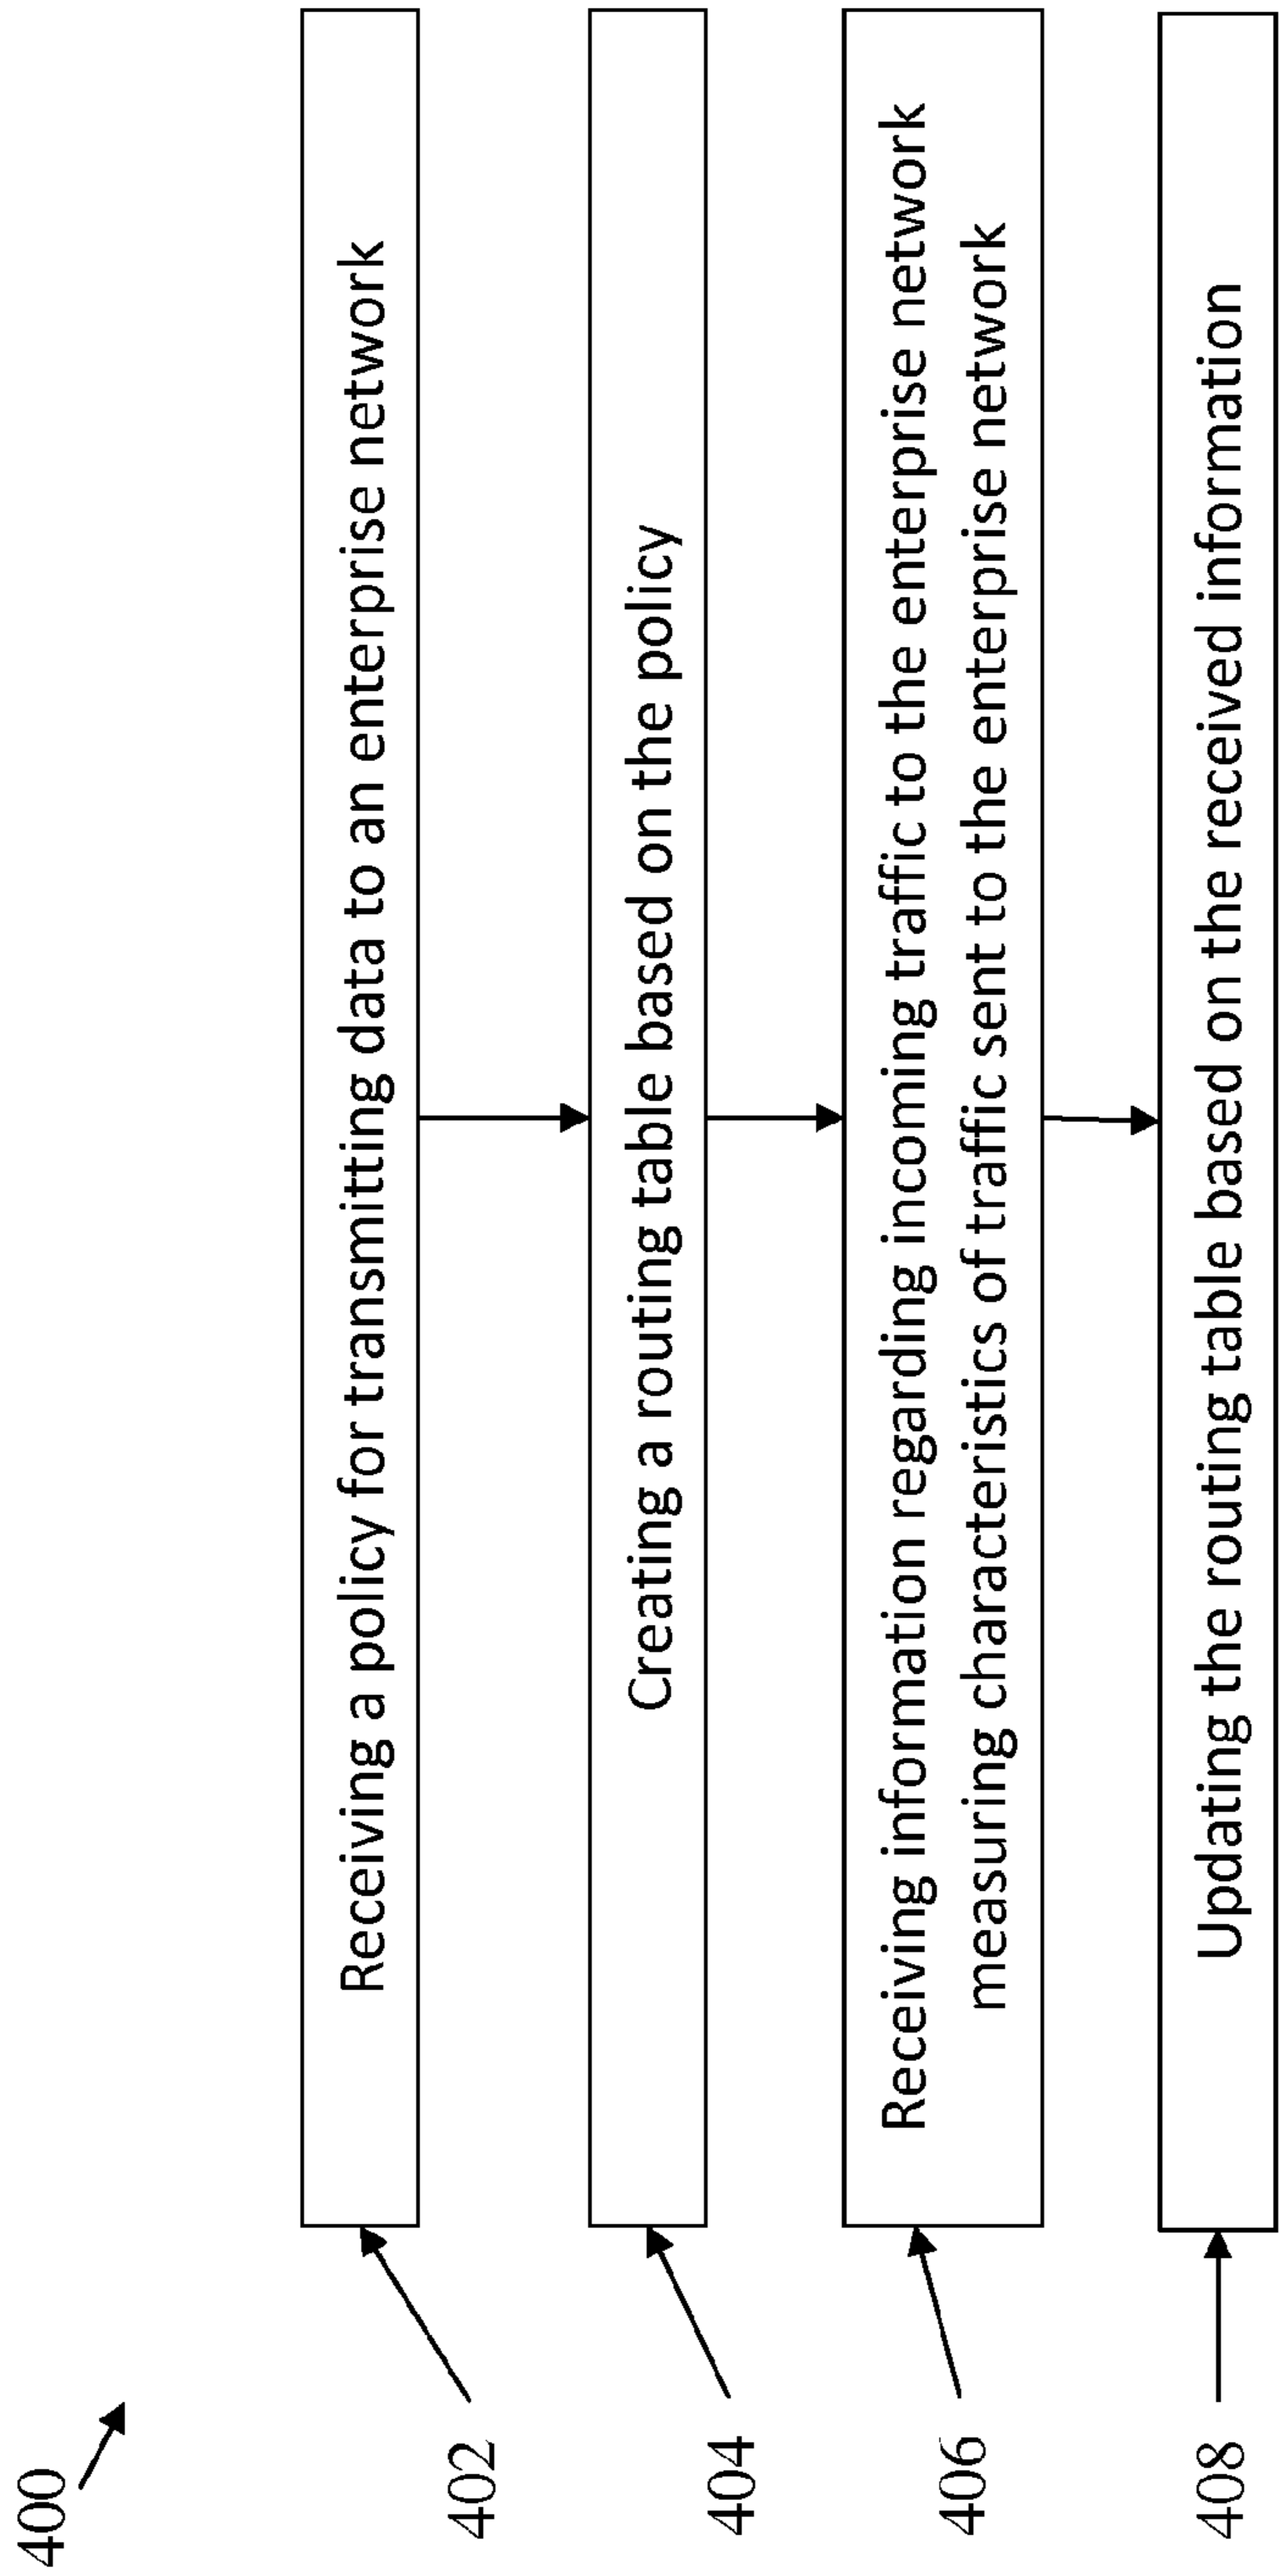 400
402
Receiving a policy for transmitting data to an enterprise network
404
Creating a routing table based on the policy
406
Receiving information regarding incoming traffic to the enterprise network
measuring characteristics of traffic sent to the enterprise network
408
Updating the routing table based on the received information